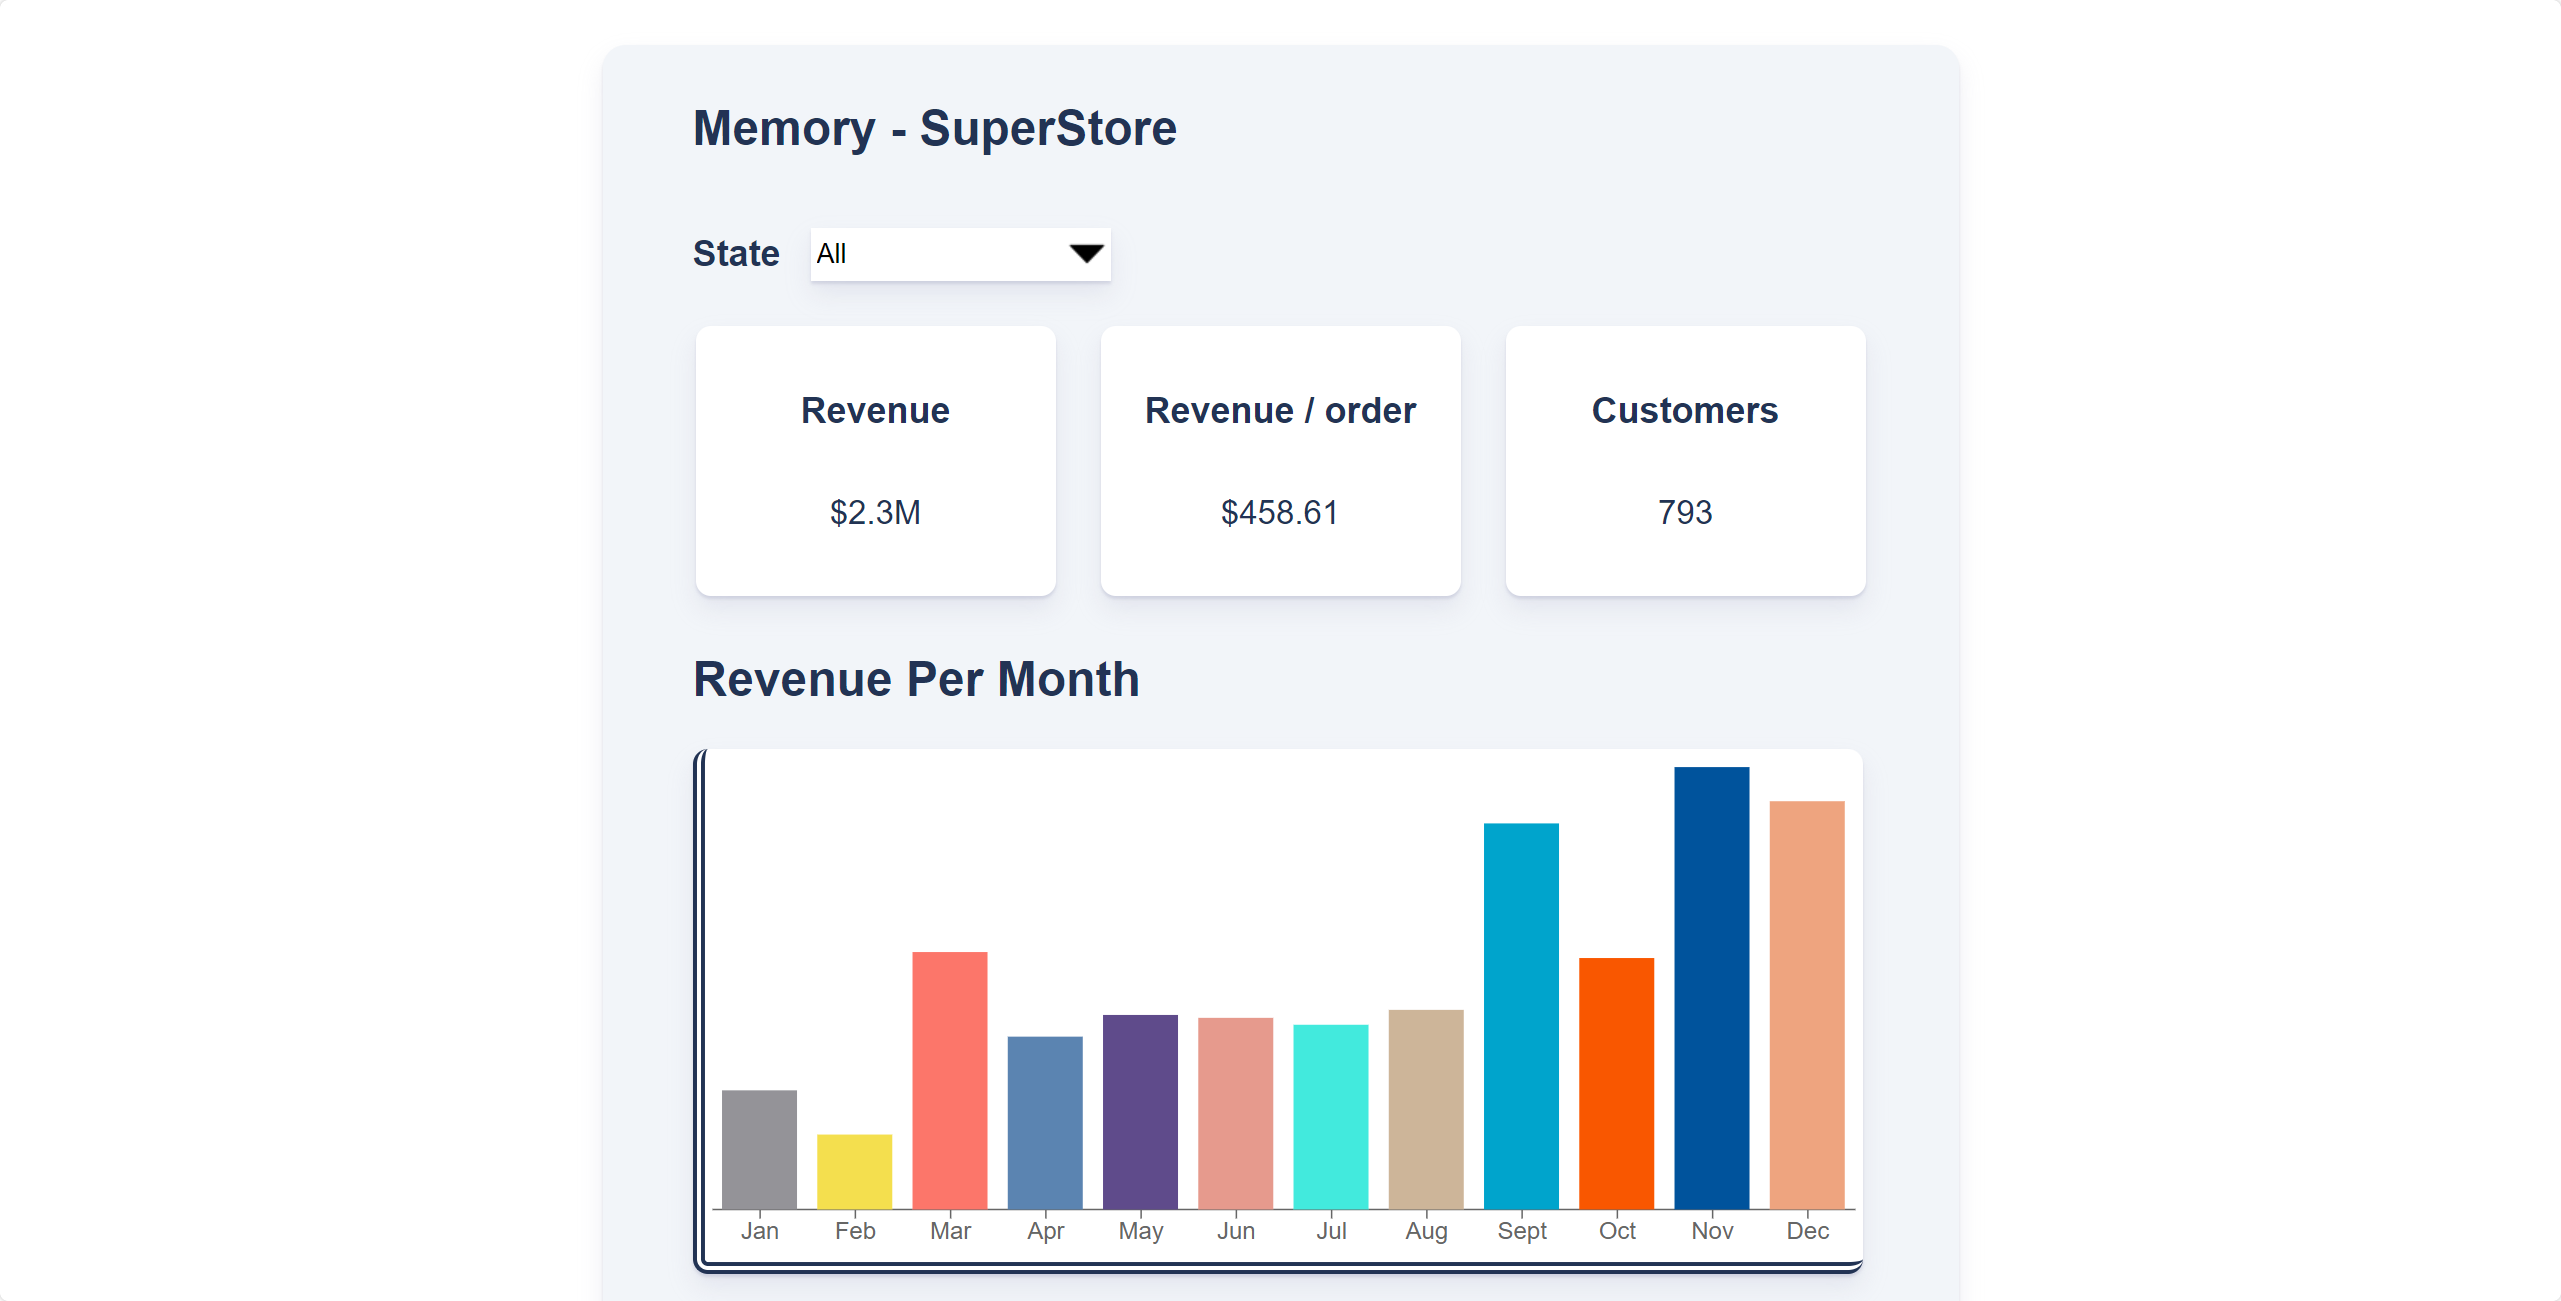 Memory - SuperStore
State All
Revenue Revenue / order Customers
$2.3M $458.61 793
Revenue Per Month
Jan Feb Mar Apr May Jun Jul Aug Sept Oct Nov Dec